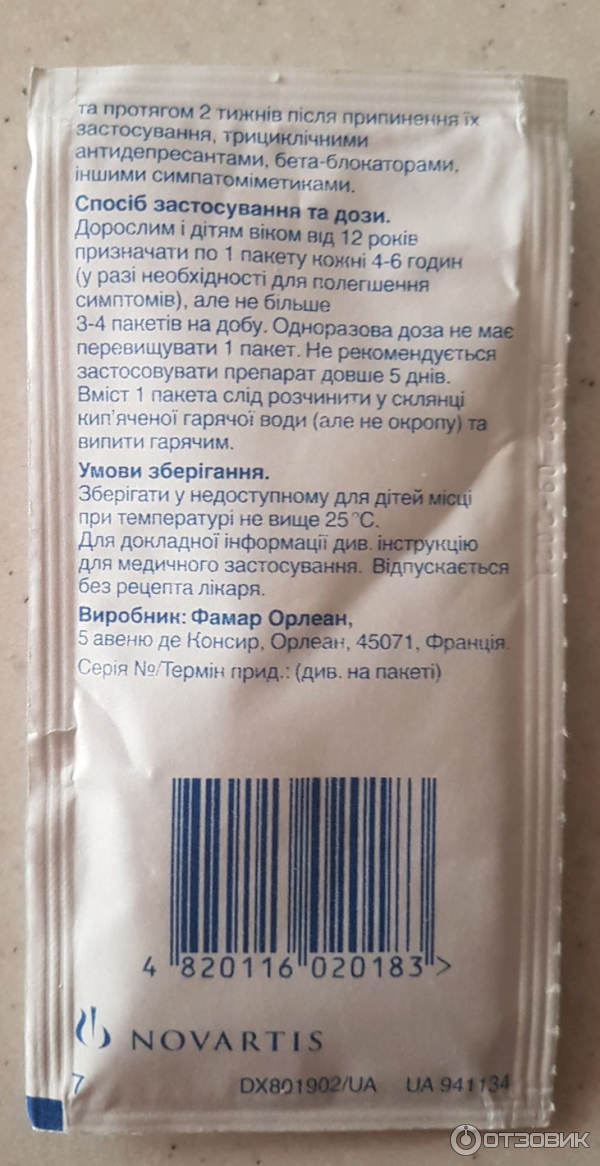 та протягом 2 тижнів після припинення їх
застосування, трициклічними
антидепресантами, бета-блокаторами,
іншими симпатоміметиками.
Спосіб застосування та дози.
Дорослим і дітям віком від 12 років
призначати по 1 пакету кожні 4-6 годин
(у разі необхідності для полегшення
симптомів), але не більше
3-4 пакетів на добу. Одноразова доза не має
перевищувати 1 пакет. Не рекомендується
застосовувати препарат довше 5 днів.
Вміст 1 пакета слід розчинити у склянці
кип'яченої гарячої води (але не окропу) та
випити гарячим.
Умови зберігання.
Зберігати у недоступному для дітей місці
при температурі не вище 25 °С.
Для докладної інформації див. інструкцію
для медичного застосування. Відпускається
без рецепта лікаря.
Виробник: Фамар Орлеан,
5 авеню де Консир, Орлеан, 45071, Франція.
Серія №/Термін прид.: (див. на пакеті)
4 820116 020183 >
NOVARTIS
7 DX801902/UA UA 941134
ОТЗОВИК